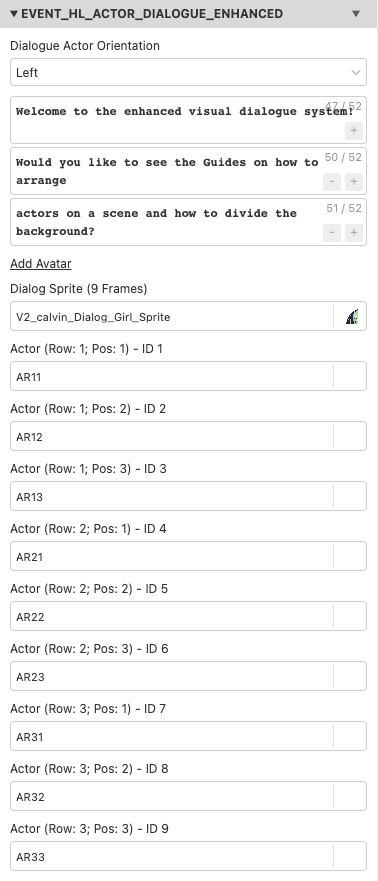 EVENT_HL_ACTOR_DIALOGUE_ENHANCED
Dialogue Actor Orientation
Left
Welcome to the enhanced visual dialogue system!
47 / 52
+
Would you like to see the Guides on how to
50 / 52
arrange
- +
actors on a scene and how to divide the
51 / 52
background?
- +
Add Avatar
Dialog Sprite (9 Frames)
V2_calvin_Dialog_Girl_Sprite
Actor (Row: 1; Pos: 1) - ID 1
AR11
Actor (Row: 1; Pos: 2) - ID 2
AR12
Actor (Row: 1; Pos: 3) - ID 3
AR13
Actor (Row: 2; Pos: 1) - ID 4
AR21
Actor (Row: 2; Pos: 2) - ID 5
AR22
Actor (Row: 2; Pos: 3) - ID 6
AR23
Actor (Row: 3; Pos: 1) - ID 7
AR31
Actor (Row: 3; Pos: 2) - ID 8
AR32
Actor (Row: 3; Pos: 3) - ID 9
AR33